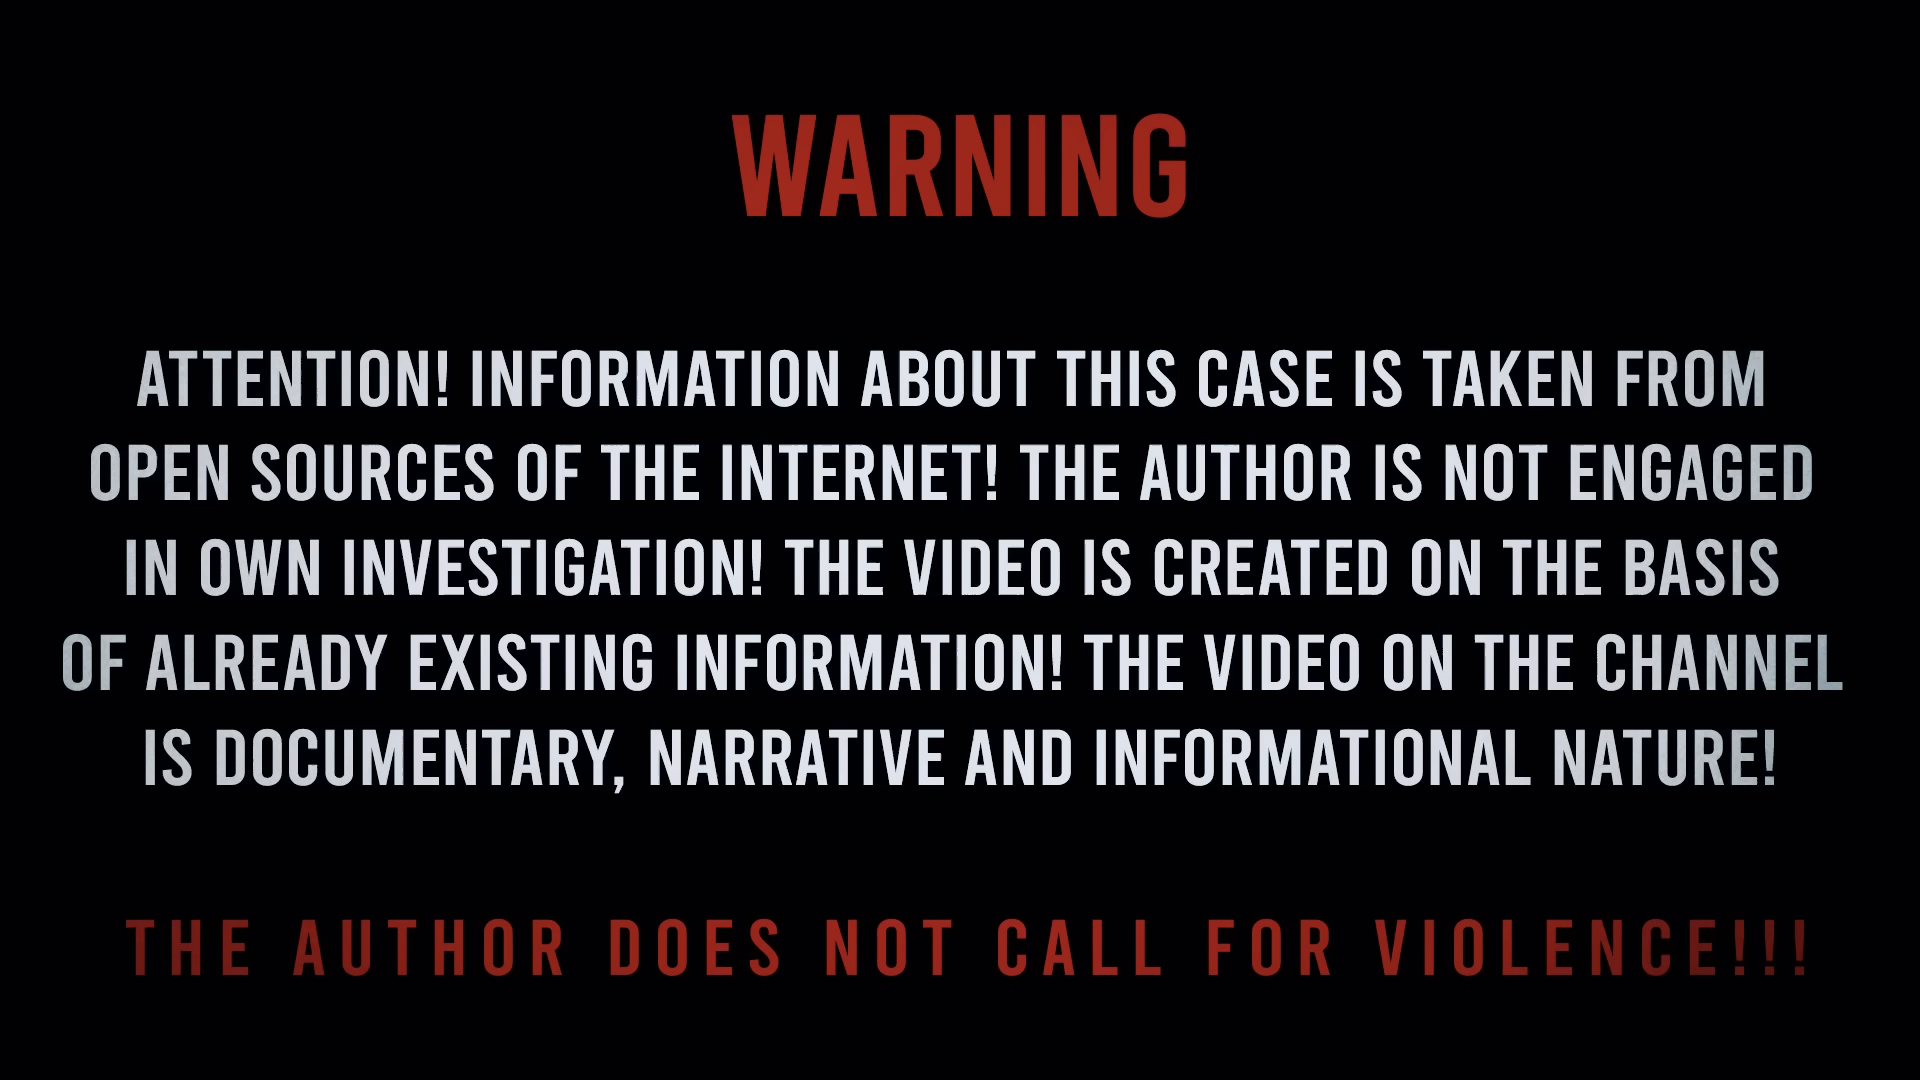 WARNING
ATTENTION! INFORMATION ABOUT THIS CASE IS TAKEN FROM
OPEN SOURCES OF THE INTERNET! THE AUTHOR IS NOT ENGAGED
IN OWN INVESTIGATION! THE VIDEO IS CREATED ON THE BASIS
OF ALREADY EXISTING INFORMATION! THE VIDEO ON THE CHANNEL
IS DOCUMENTARY, NARRATIVE AND INFORMATIONAL NATURE!
THE AUTHOR DOES NOT CALL FOR VIOLENCE!!!